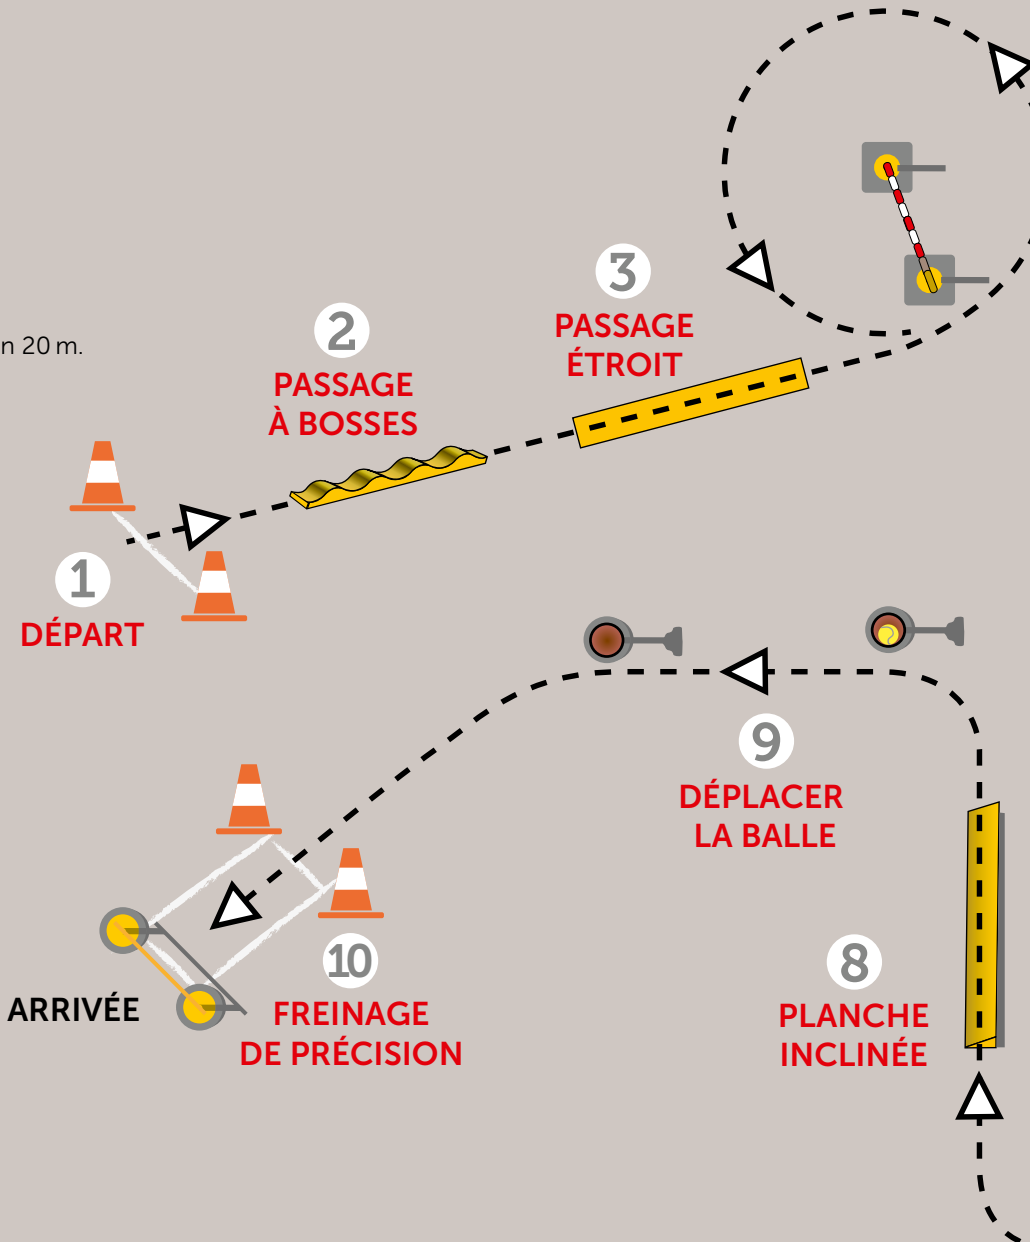 n 20 m.
1
DÉPART
2
PASSAGE
À BOSSES
3
PASSAGE
ÉTROIT
8
PLANCHE
INCLINÉE
9
DÉPLACER
LA BALLE
10
FREINAGE
DE PRÉCISION
ARRIVÉE